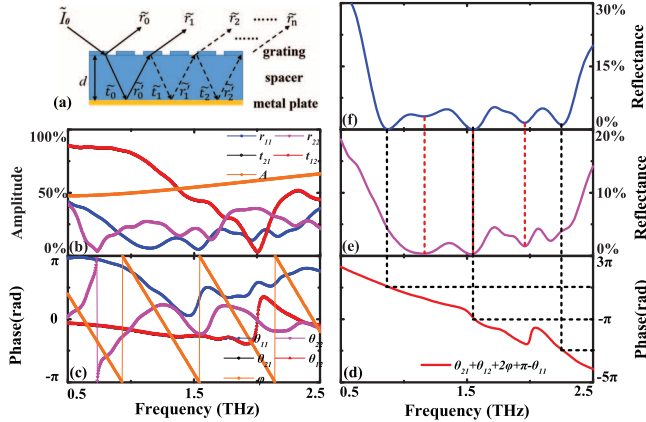 Ĩ₀ r̃₀ r̃₁ r̃₂ ...... r̃ₙ
......
grating
d
spacer
(a) t̃₀ r̃'₀ t̃₁ r̃'₁ t̃₂ r̃'₂
metal plate
100%
50%
0%
Amplitude
r₁₁ r₂₂
t₂₁ t₁₂
A
(b)
π
0
-π
Phase(rad)
θ₁₁ θ₂₂
θ₂₁ θ₁₂
φ
(c)
0.5 1.5 2.5
Frequency (THz)
30%
15%
0%
Reflectance
(f)
20%
10%
0%
Reflectance
(e)
3π
-π
-5π
Phase(rad)
(d)
θ₂₁+θ₁₂+2φ+π-θ₁₁
0.5 1.5 2.5
Frequency (THz)